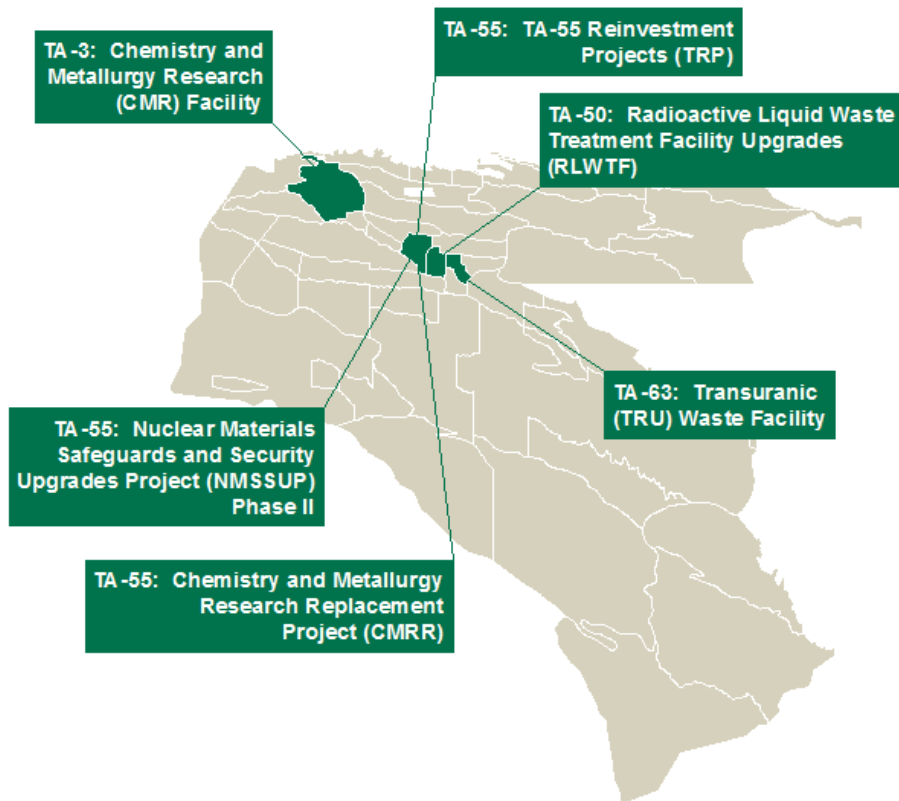 TA-55: TA-55 Reinvestment
Projects (TRP)
TA-3: Chemistry and
Metallurgy Research
(CMR) Facility
TA-50: Radioactive Liquid Waste
Treatment Facility Upgrades
(RLWTF)
TA-63: Transuranic
(TRU) Waste Facility
TA-55: Nuclear Materials
Safeguards and Security
Upgrades Project (NMSSUP)
Phase II
TA-55: Chemistry and Metallurgy
Research Replacement
Project (CMRR)